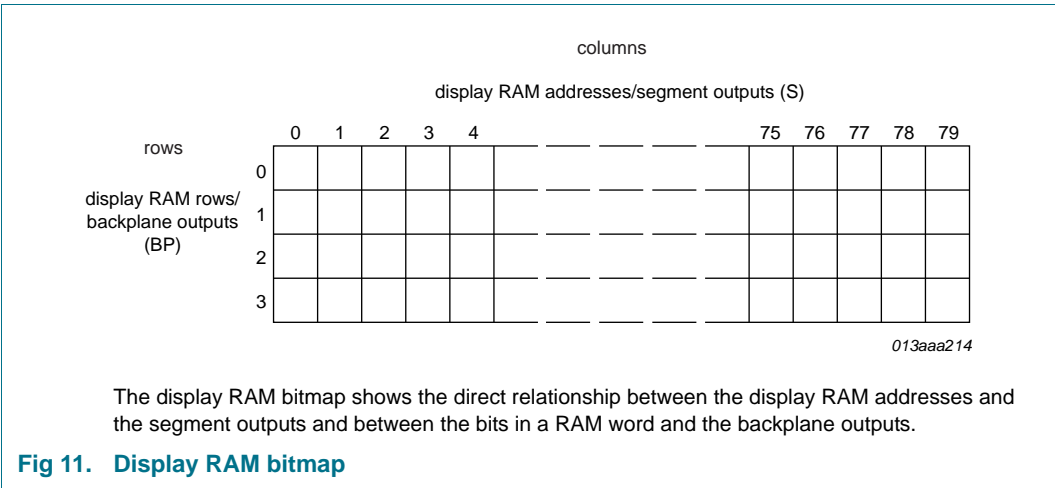 columns
display RAM addresses/segment outputs (S)
0 1 2 3 4 75 76 77 78 79
rows
0
display RAM rows/
backplane outputs
(BP)
1
2
3
013aaa214
The display RAM bitmap shows the direct relationship between the display RAM addresses and
the segment outputs and between the bits in a RAM word and the backplane outputs.
Fig 11. Display RAM bitmap